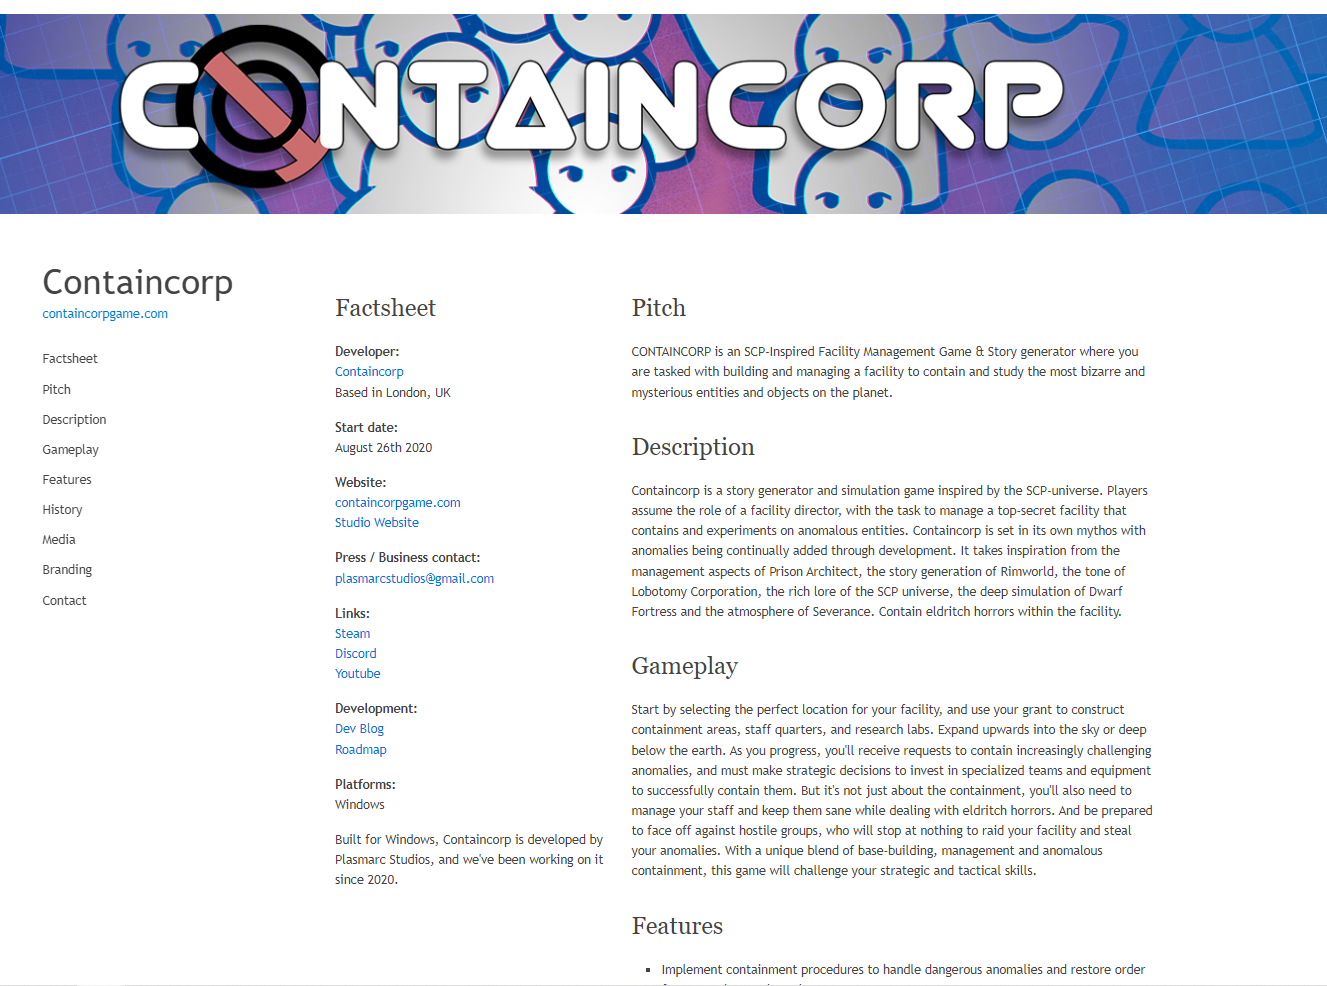 CONTAINCORP
Containcorp
containcorpgame.com
Factsheet
Pitch
Description
Gameplay
Features
History
Media
Branding
Contact
Factsheet
Developer:
Containcorp
Based in London, UK
Start date:
August 26th 2020
Website:
containcorpgame.com
Studio Website
Press / Business contact:
plasmarcstudios@gmail.com
Links:
Steam
Discord
Youtube
Development:
Dev Blog
Roadmap
Platforms:
Windows
Built for Windows, Containcorp is developed by
Plasmarc Studios, and we've been working on it
since 2020.
Pitch
CONTAINCORP is an SCP-Inspired Facility Management Game & Story generator where you
are tasked with building and managing a facility to contain and study the most bizarre and
mysterious entities and objects on the planet.
Description
Containcorp is a story generator and simulation game inspired by the SCP-universe. Players
assume the role of a facility director, with the task to manage a top-secret facility that
contains and experiments on anomalous entities. Containcorp is set in its own mythos with
anomalies being continually added through development. It takes inspiration from the
management aspects of Prison Architect, the story generation of Rimworld, the tone of
Lobotomy Corporation, the rich lore of the SCP universe, the deep simulation of Dwarf
Fortress and the atmosphere of Severance. Contain eldritch horrors within the facility.
Gameplay
Start by selecting the perfect location for your facility, and use your grant to construct
containment areas, staff quarters, and research labs. Expand upwards into the sky or deep
below the earth. As you progress, you'll receive requests to contain increasingly challenging
anomalies, and must make strategic decisions to invest in specialized teams and equipment
to successfully contain them. But it's not just about the containment, you'll also need to
manage your staff and keep them sane while dealing with eldritch horrors. And be prepared
to face off against hostile groups, who will stop at nothing to raid your facility and steal
your anomalies. With a unique blend of base-building, management and anomalous
containment, this game will challenge your strategic and tactical skills.
Features
▪ Implement containment procedures to handle dangerous anomalies and restore order